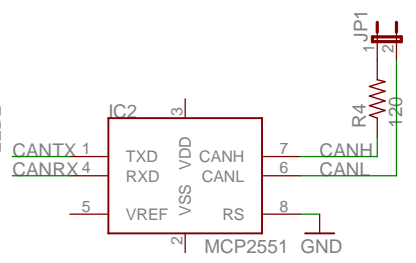 JP1
1 2
R4
120
IC2
3
CANTX 1 TXD VDD CANH 7 CANH
CANRX 4 RXD CANL 6 CANL
5 VREF VSS RS 8
2 MCP2551 GND